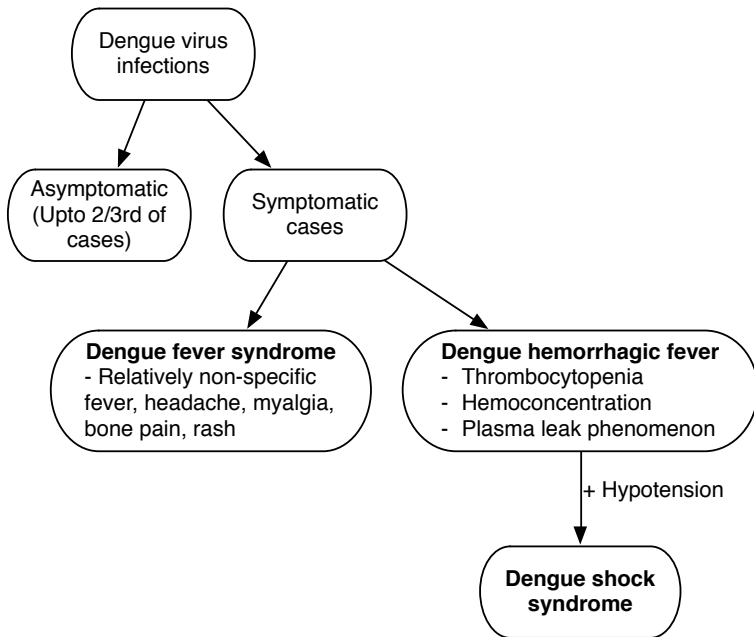 Dengue virus
infections
Asymptomatic
(Upto 2/3rd of
cases)
Symptomatic
cases
Dengue fever syndrome
- Relatively non-specific
fever, headache, myalgia,
bone pain, rash
Dengue hemorrhagic fever
- Thrombocytopenia
- Hemoconcentration
- Plasma leak phenomenon
+ Hypotension
Dengue shock
syndrome